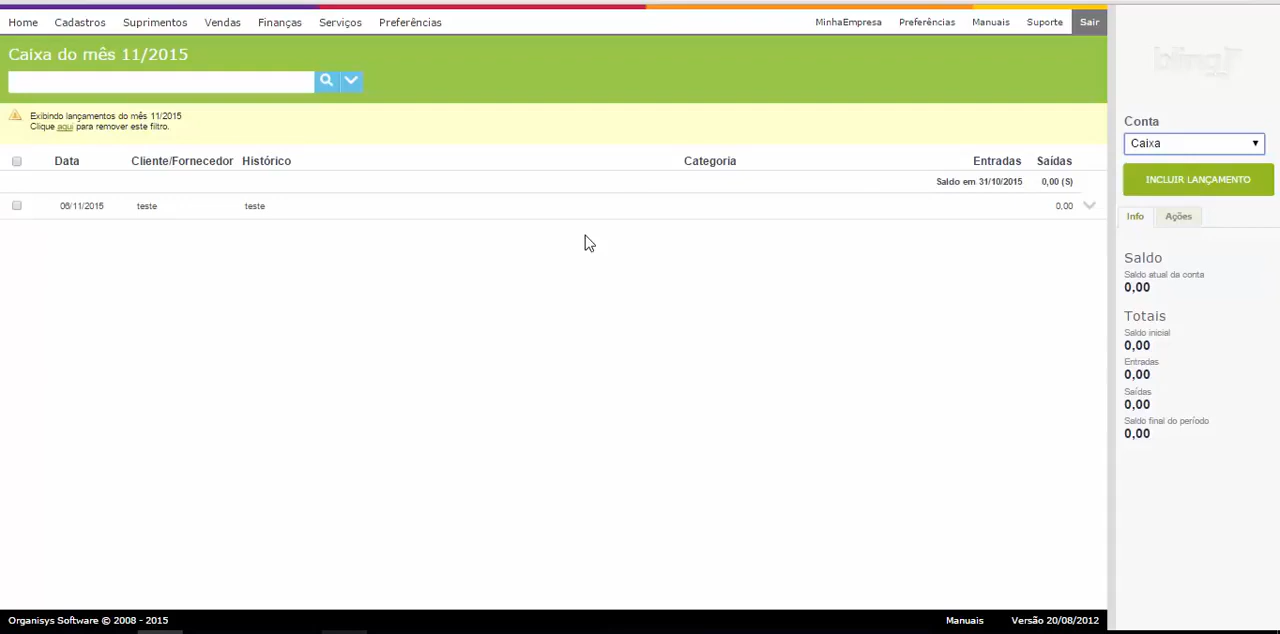 Home Cadastros Suprimentos Vendas Finanças Serviços Preferências MinhaEmpresa Preferências Manuais Suporte Sair
Caixa do mês 11/2015
Exibindo lançamentos do mês 11/2015
Clique aqui para remover este filtro.
Data Cliente/Fornecedor Histórico Categoria Entradas Saídas
Saldo em 31/10/2015 0,00 (S)
06/11/2015 teste teste 0,00
bling!
Conta
Caixa
INCLUIR LANÇAMENTO
Info Ações
Saldo
Saldo atual da conta
0,00
Totais
Saldo inicial
0,00
Entradas
0,00
Saídas
0,00
Saldo final do período
0,00
Organisys Software © 2008 - 2015 Manuais Versão 20/08/2012